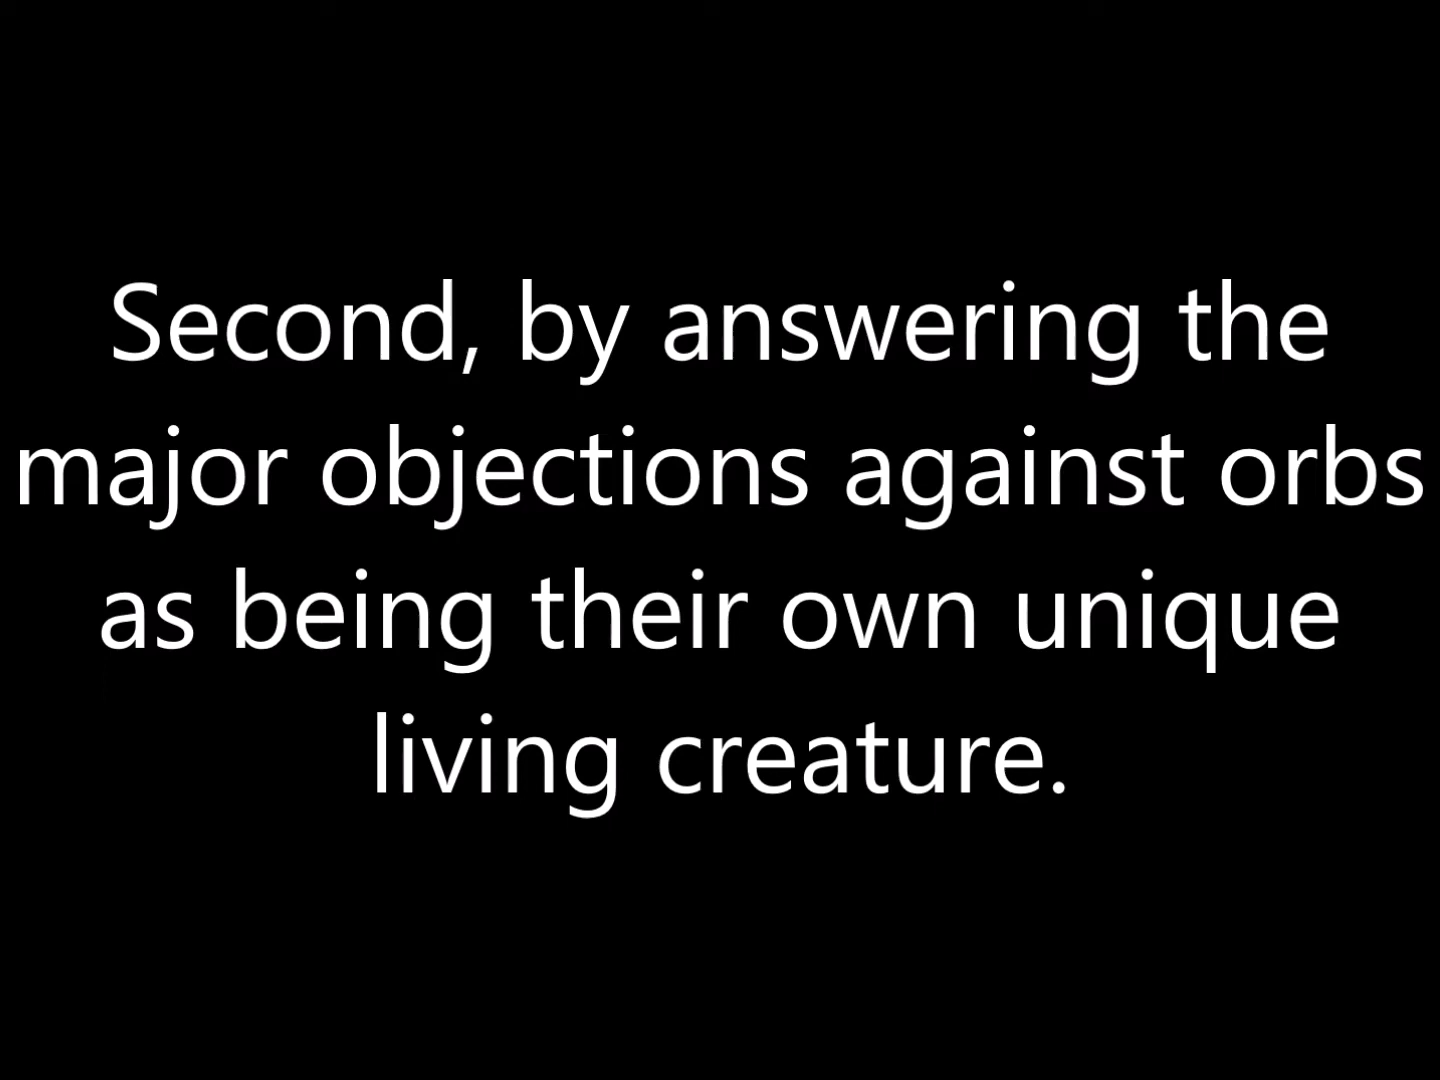 Second, by answering the
major objections against orbs
as being their own unique
living creature.